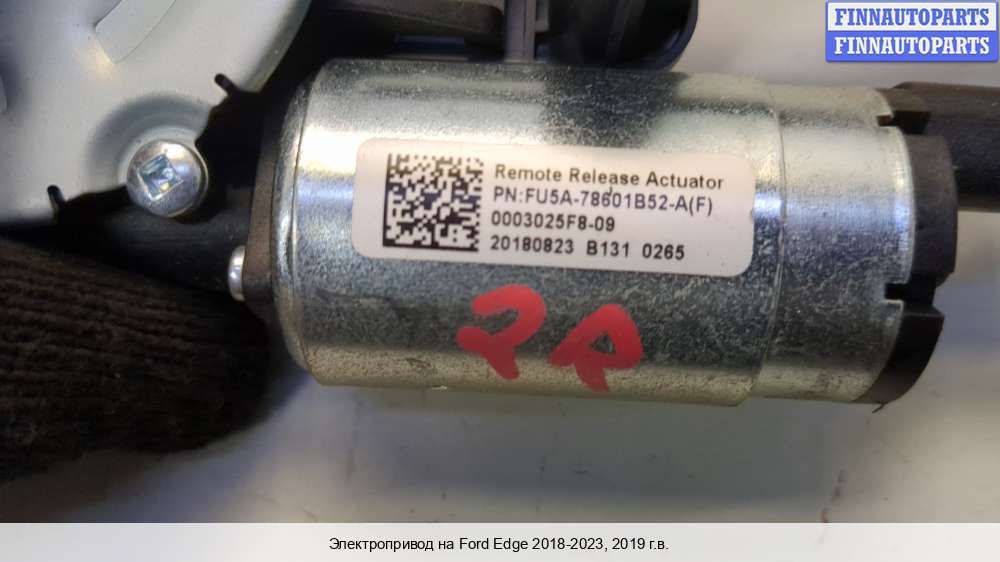 FINNAUTOPARTS
FINNAUTOPARTS
Remote Release Actuator
PN:FU5A-78601B52-A(F)
0003025F8-09
20180823 B131 0265
2R
Электропривод на Ford Edge 2018-2023, 2019 г.в.